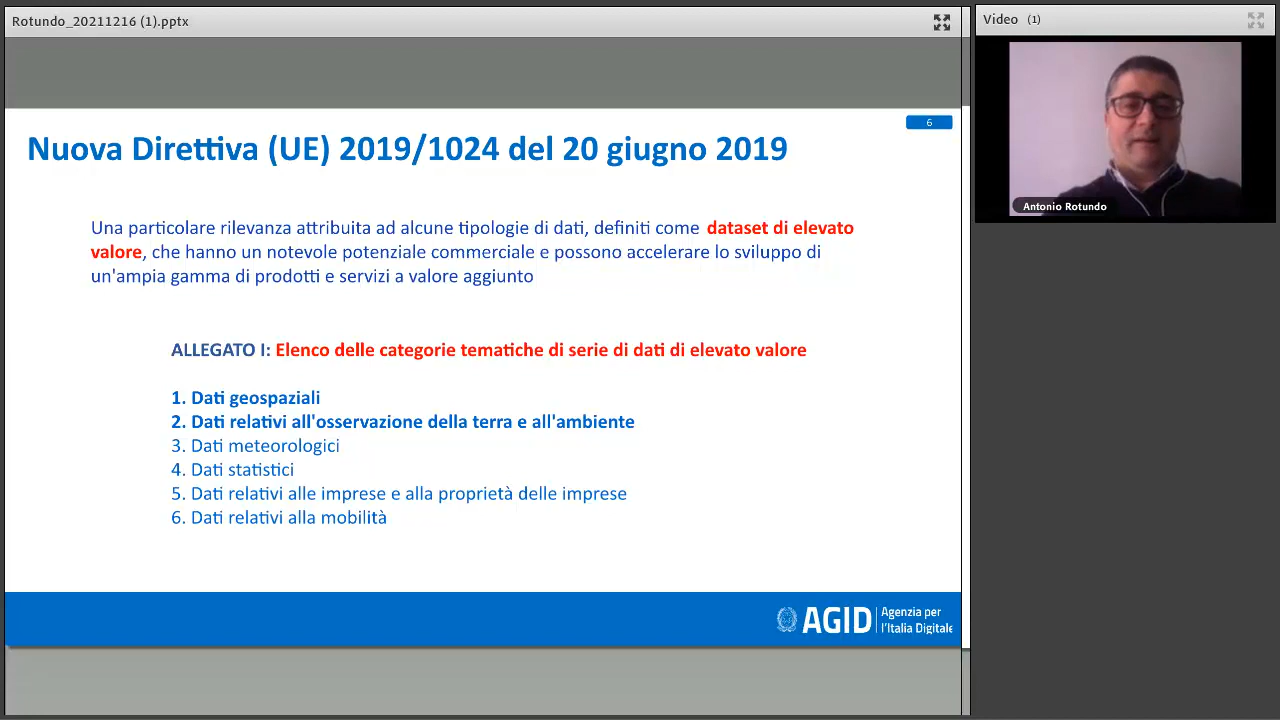 Rotundo_20211216 (1).pptx
Video (1)
Antonio Rotundo
6
Nuova Direttiva (UE) 2019/1024 del 20 giugno 2019
Una particolare rilevanza attribuita ad alcune tipologie di dati, definiti come dataset di elevato
valore, che hanno un notevole potenziale commerciale e possono accelerare lo sviluppo di
un'ampia gamma di prodotti e servizi a valore aggiunto
ALLEGATO I: Elenco delle categorie tematiche di serie di dati di elevato valore
1. Dati geospaziali
2. Dati relativi all'osservazione della terra e all'ambiente
3. Dati meteorologici
4. Dati statistici
5. Dati relativi alle imprese e alla proprietà delle imprese
6. Dati relativi alla mobilità
AGID Agenzia per
l'Italia Digitale